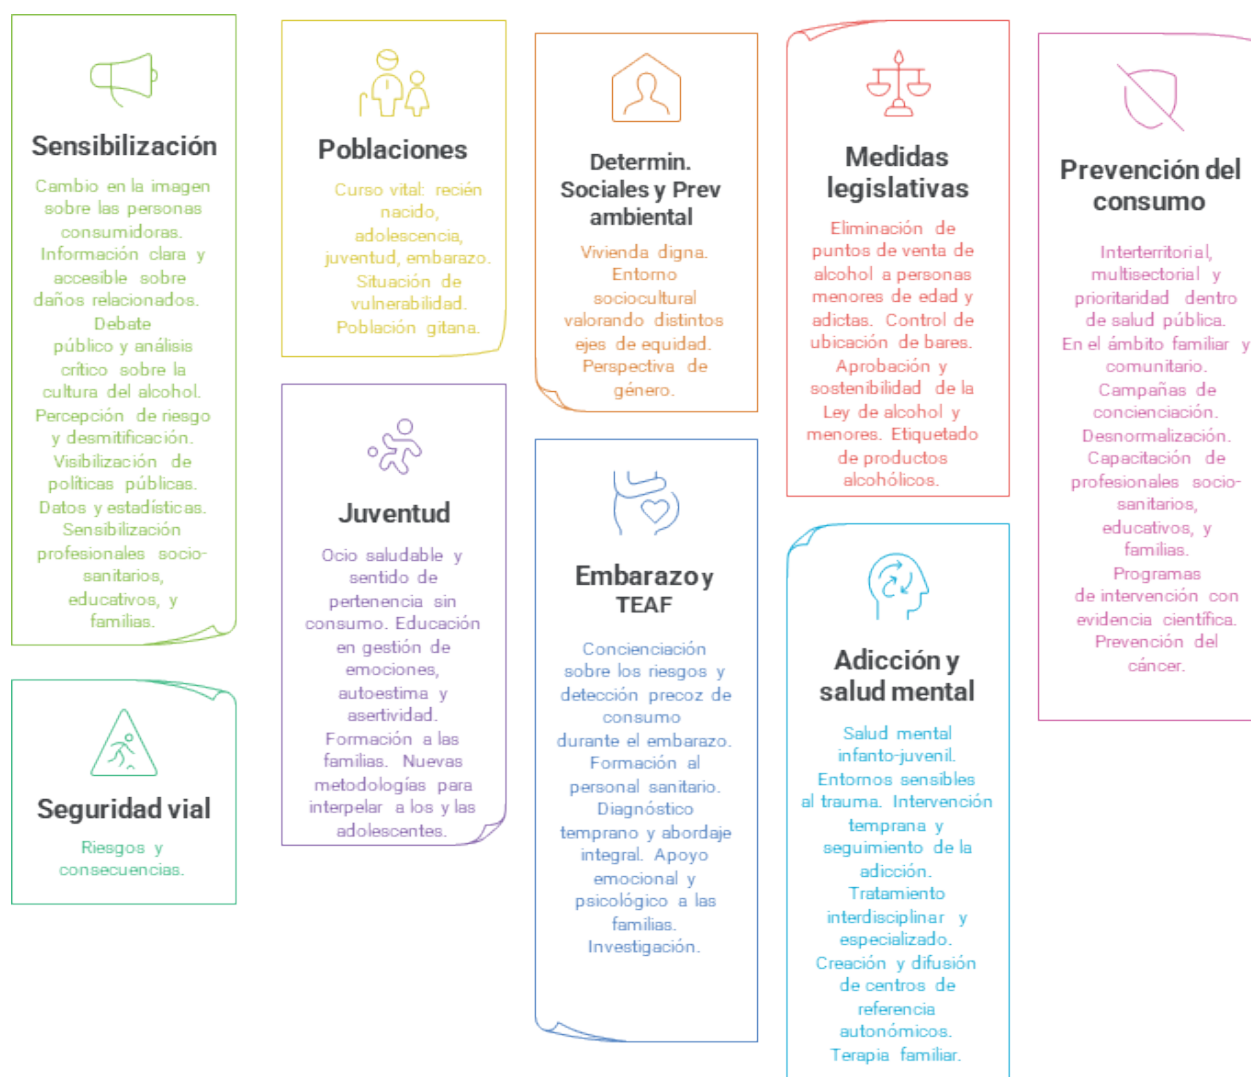 Sensibilización
Cambio en la imagen
sobre las personas
consumidoras.
Información clara y
accesible sobre
daños relacionados.
Debate
público y análisis
crítico sobre la
cultura del alcohol.
Percepción de riesgo
y desmitificación.
Visibilización de
políticas públicas.
Datos y estadísticas.
Sensibilización
profesionales socio-
sanitarios,
educativos, y
familias.
Seguridad vial
Riesgos y
consecuencias.
Poblaciones
Curso vital: recién
nacido,
adolescencia,
juventud, embarazo.
Situación de
vulnerabilidad.
Población gitana.
Juventud
Ocio saludable y
sentido de
pertenencia sin
consumo. Educación
en gestión de
emociones,
autoestima y
asertividad.
Formación a las
familias. Nuevas
metodologías para
interpelar a los y las
adolescentes.
Determin.
Sociales y Prev
ambiental
Vivienda digna.
Entorno
sociocultural
valorando distintos
ejes de equidad.
Perspectiva de
género.
Embarazo y
TEAF
Concienciación
sobre los riesgos y
detección precoz de
consumo
durante el embarazo.
Formación al
personal sanitario.
Diagnóstico
temprano y abordaje
integral. Apoyo
emocional y
psicológico a las
familias.
Investigación.
Medidas
legislativas
Eliminación de
puntos de venta de
alcohol a personas
menores de edad y
adictas. Control de
ubicación de bares.
Aprobación y
sostenibilidad de la
Ley de alcohol y
menores. Etiquetado
de productos
alcohólicos.
Adicción y
salud mental
Salud mental
infanto-juvenil.
Entornos sensibles
al trauma. Intervención
temprana y
seguimiento de la
adicción.
Tratamiento
interdisciplinar y
especializado.
Creación y difusión
de centros de
referencia
autonómicos.
Terapia familiar.
Prevención del
consumo
Interterritorial,
multisectorial y
prioritaridad dentro
de salud pública.
En el ámbito familiar y
comunitario.
Campañas de
concienciación.
Desnormalización.
Capacitación de
profesionales socio-
sanitarios,
educativos, y
familias.
Programas
de intervención con
evidencia científica.
Prevención del
cáncer.